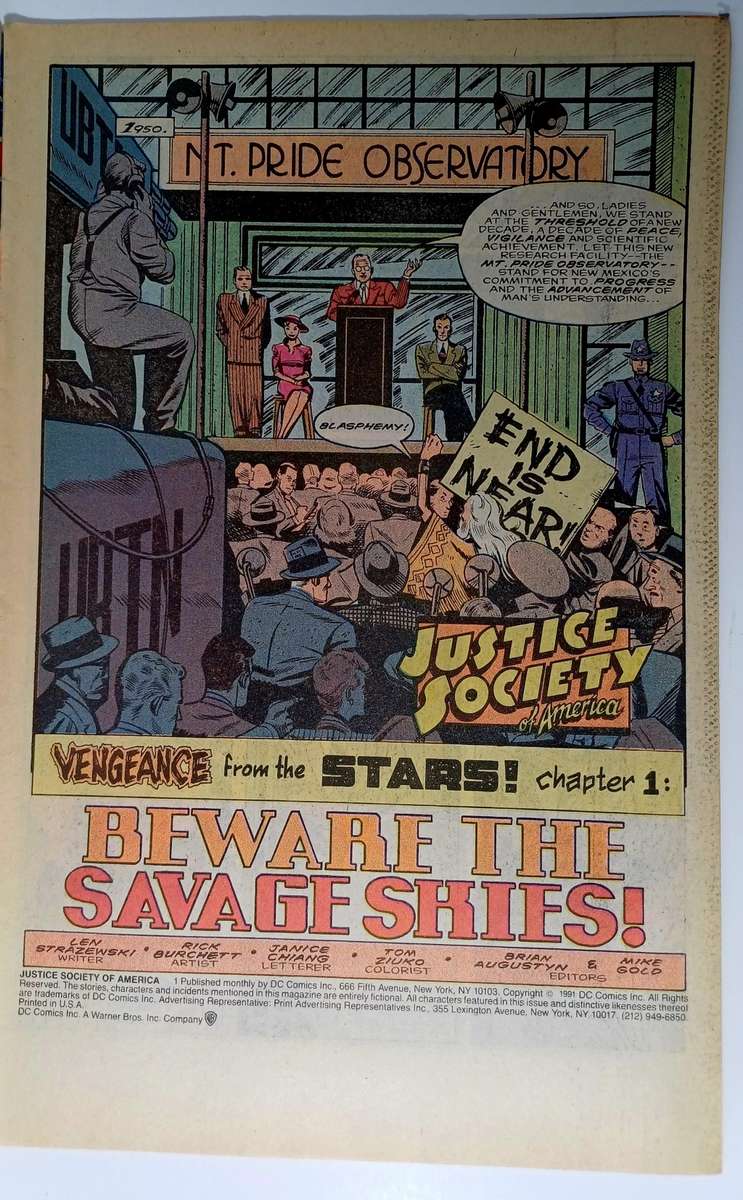 UBT
1950.
MT. PRIDE OBSERVATORY
. . . AND SO, LADIES
AND GENTLEMEN, WE STAND
AT THE THRESHOLD OF A NEW
DECADE, A DECADE OF PEACE,
VIGILANCE AND SCIENTIFIC
ACHIEVEMENT. LET THIS NEW
RESEARCH FACILITY--THE
MT. PRIDE OBSERVATORY--
STAND FOR NEW MEXICO'S
COMMITMENT TO PROGRESS
AND THE ADVANCEMENT OF
MAN'S UNDERSTANDING...
BLASPHEMY!
END
IS
NEAR!
UBTN
JUSTICE
SOCIETY
of America
VENGEANCE from the STARS! chapter 1:
BEWARE THE
SAVAGE SKIES!
LEN STRAZEWSKI WRITER • RICK BURCHETT ARTIST • JANICE CHIANG LETTERER • TOM ZIUKO COLORIST • BRIAN AUGUSTYN & MIKE GOLD EDITORS
JUSTICE SOCIETY OF AMERICA 1 Published monthly by DC Comics Inc., 666 Fifth Avenue, New York, NY 10103. Copyright © 1991 DC Comics Inc. All Rights
Reserved. The stories, characters and incidents mentioned in this magazine are entirely fictional. All characters featured in this issue and distinctive likenesses thereof
are trademarks of DC Comics Inc. Advertising Representative: Print Advertising Representatives Inc., 355 Lexington Avenue, New York, NY 10017. (212) 949-6850.
Printed in U.S.A.
DC Comics Inc. A Warner Bros. Inc. Company